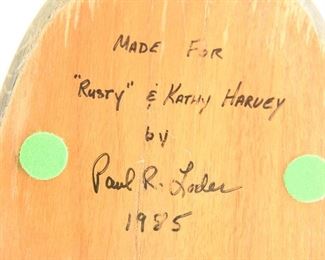 MADE FOR
"RUSTY" & KATHY HARVEY
by
Paul R. Loder
1985